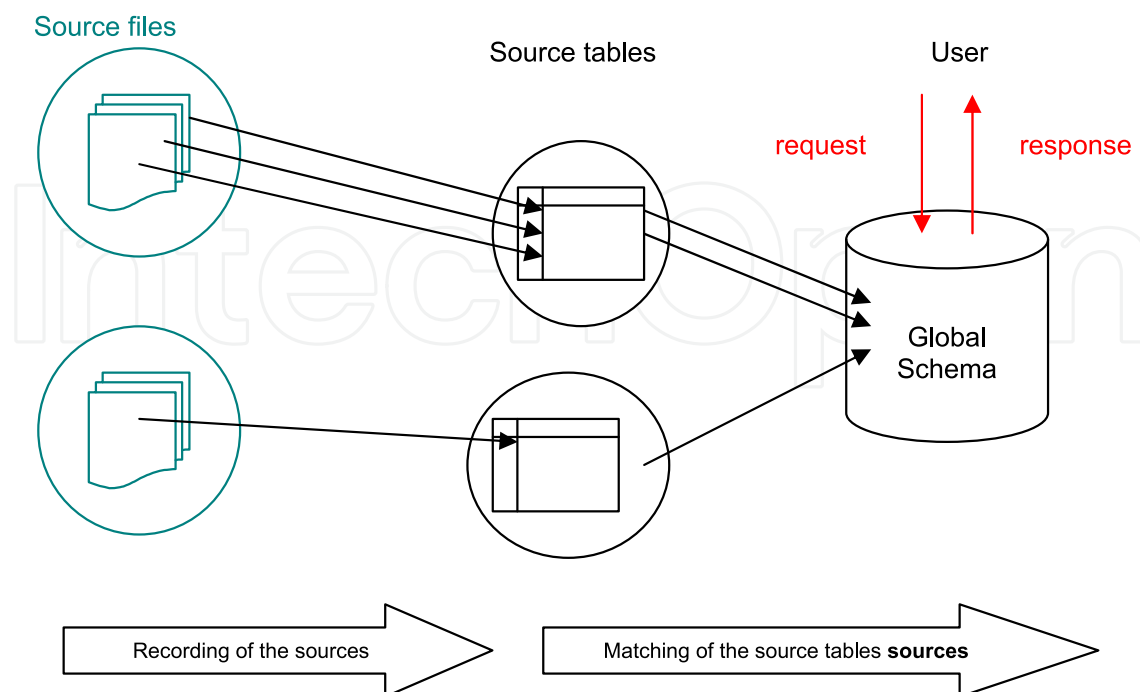 Source files
Source tables
User
request
response
IntechOpen
Global
Schema
Recording of the sources
Matching of the source tables sources